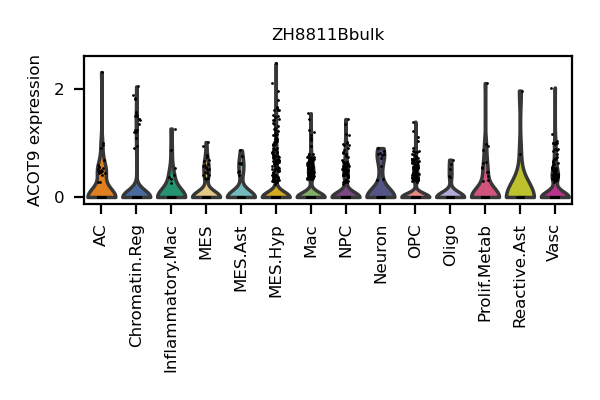 ZH8811Bbulk
ACOT9 expression
2
0
AC
Chromatin.Reg
Inflammatory.Mac
MES
MES.Ast
MES.Hyp
Mac
NPC
Neuron
OPC
Oligo
Prolif.Metab
Reactive.Ast
Vasc